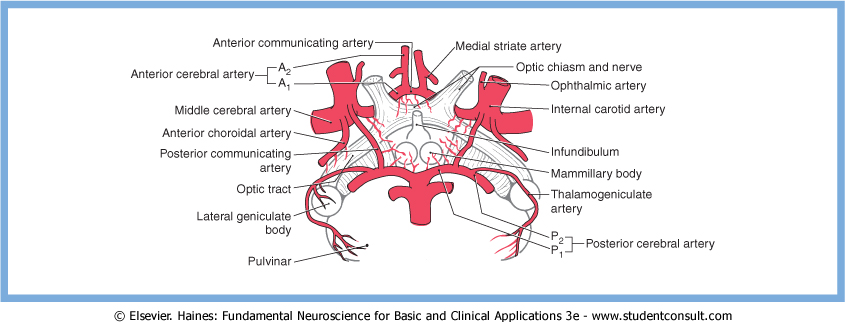 Anterior communicating artery
Anterior cerebral artery
A2
A1
Middle cerebral artery
Anterior choroidal artery
Posterior communicating
artery
Optic tract
Lateral geniculate
body
Pulvinar
Medial striate artery
Optic chiasm and nerve
Ophthalmic artery
Internal carotid artery
Infundibulum
Mammillary body
Thalamogeniculate
artery
P2
P1
Posterior cerebral artery
© Elsevier. Haines: Fundamental Neuroscience for Basic and Clinical Applications 3e - www.studentconsult.com